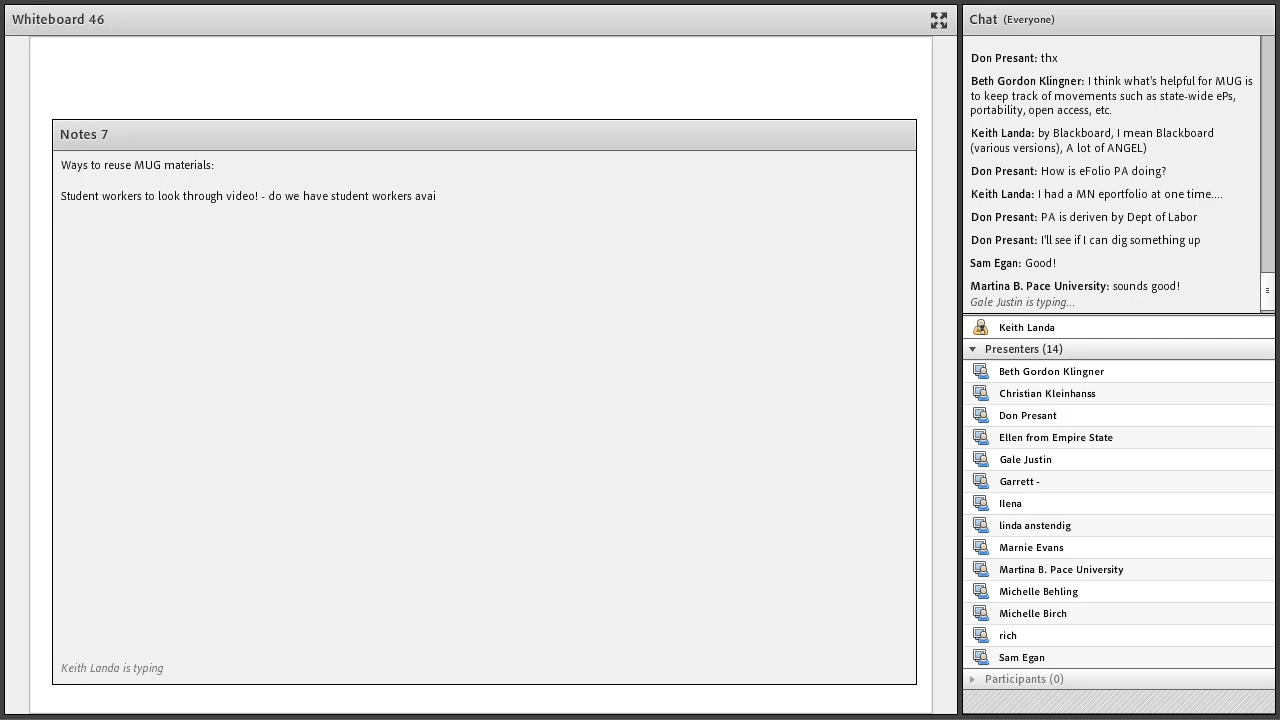 Whiteboard 46
Notes 7
Ways to reuse MUG materials:
Student workers to look through video! - do we have student workers avai
Keith Landa is typing
Chat (Everyone)
Don Presant: thx
Beth Gordon Klingner: I think what's helpful for MUG is
to keep track of movements such as state-wide ePs,
portability, open access, etc.
Keith Landa: by Blackboard, I mean Blackboard
(various versions), A lot of ANGEL)
Don Presant: How is eFolio PA doing?
Keith Landa: I had a MN eportfolio at one time....
Don Presant: PA is derived by Dept of Labor
Don Presant: I'll see if I can dig something up
Sam Egan: Good!
Martina B. Pace University: sounds good!
Gale Justin is typing...
Keith Landa
Presenters (14)
Beth Gordon Klingner
Christian Kleinhanss
Don Presant
Ellen from Empire State
Gale Justin
Garrett -
Ilena
linda anstendig
Marnie Evans
Martina B. Pace University
Michelle Behling
Michelle Birch
rich
Sam Egan
Participants (0)